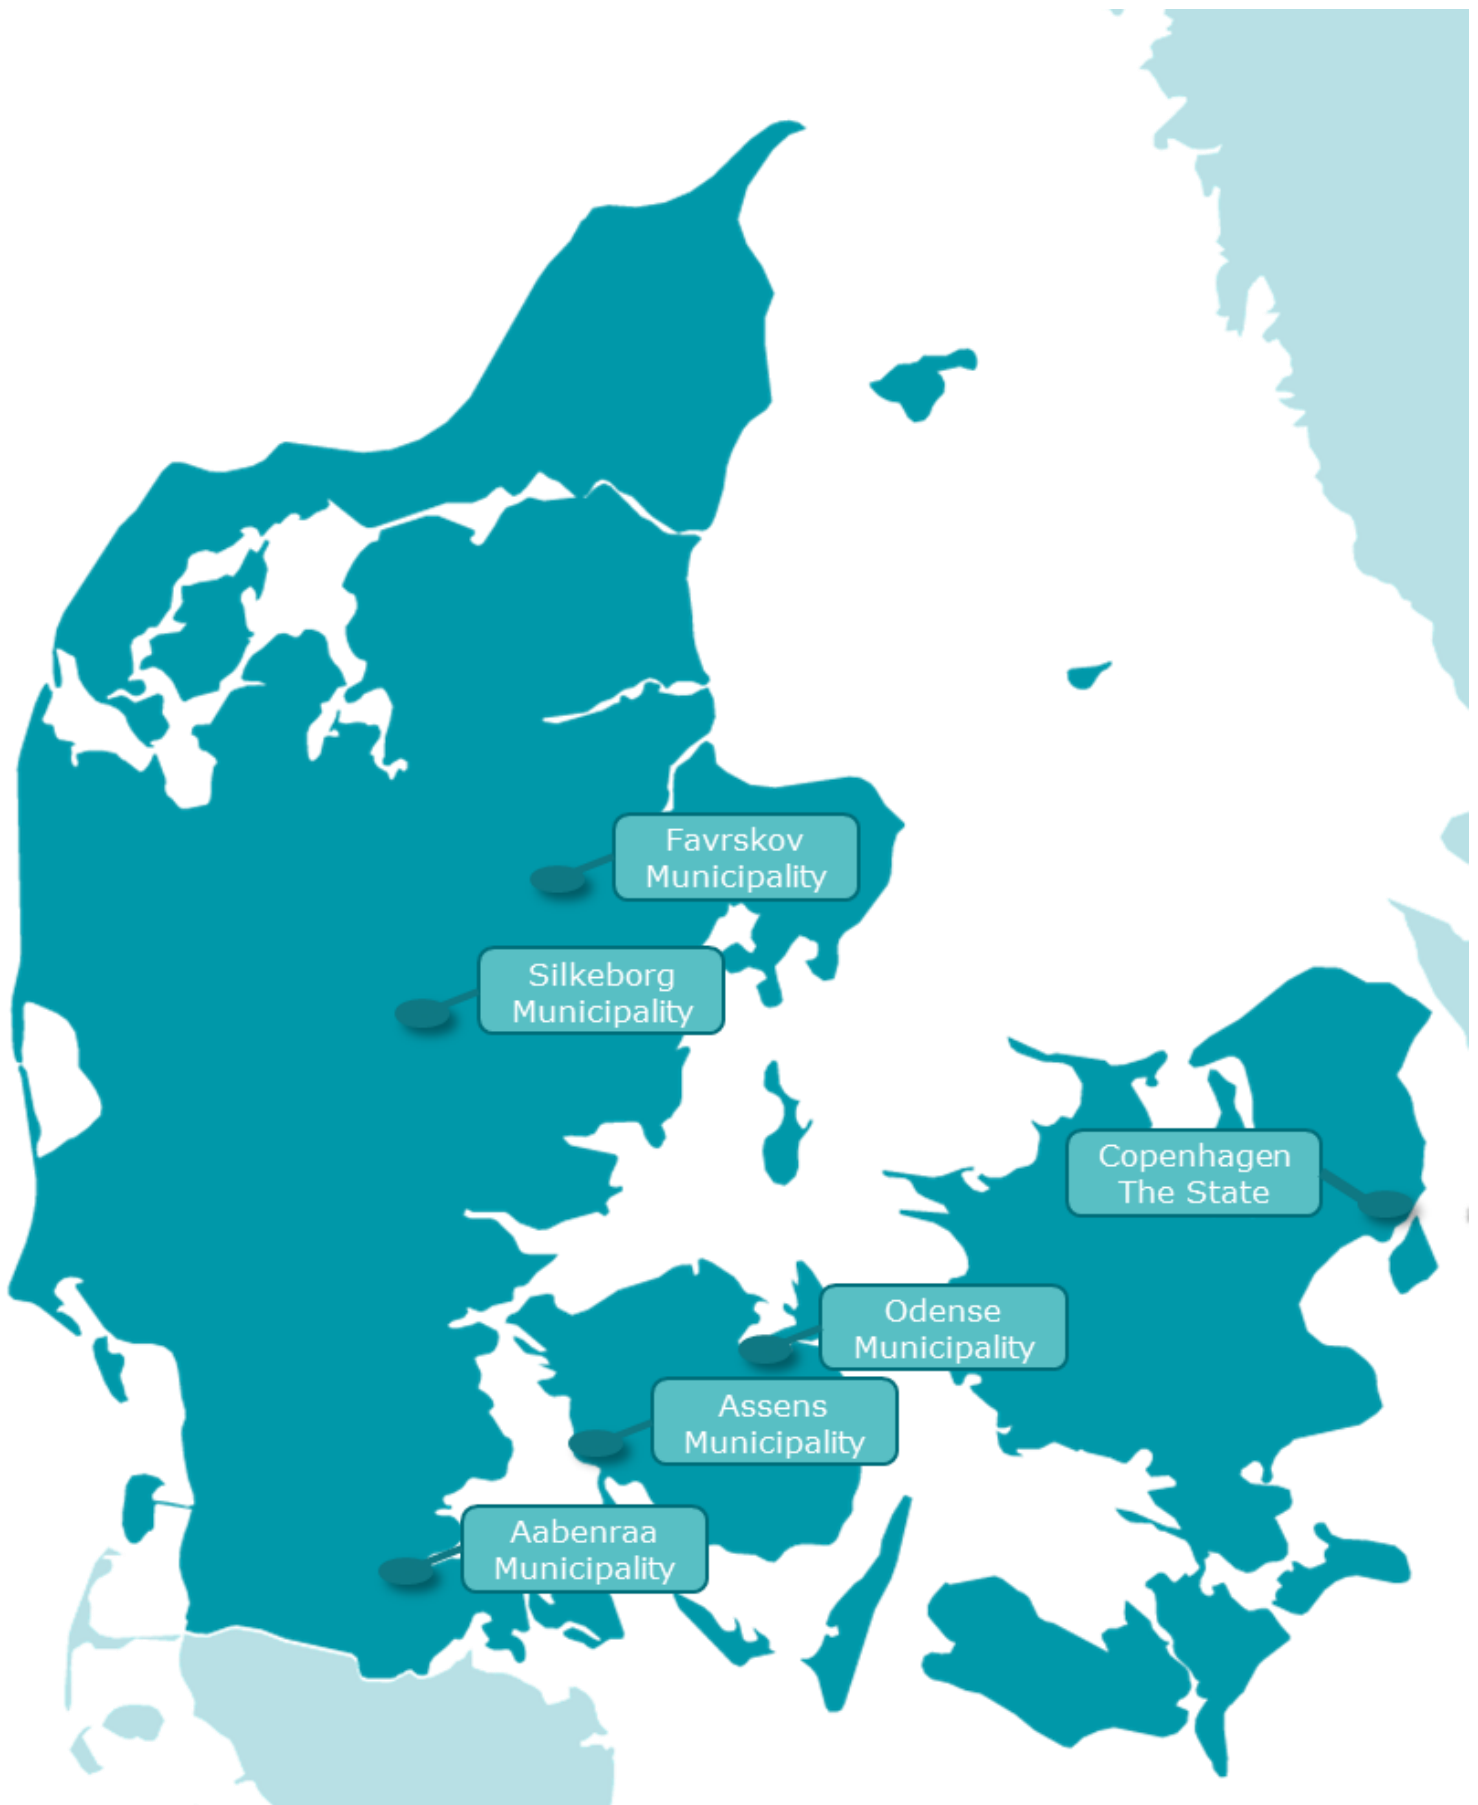 Favrskov
Municipality
Silkeborg
Municipality
Copenhagen
The State
Odense
Municipality
Assens
Municipality
Aabenraa
Municipality